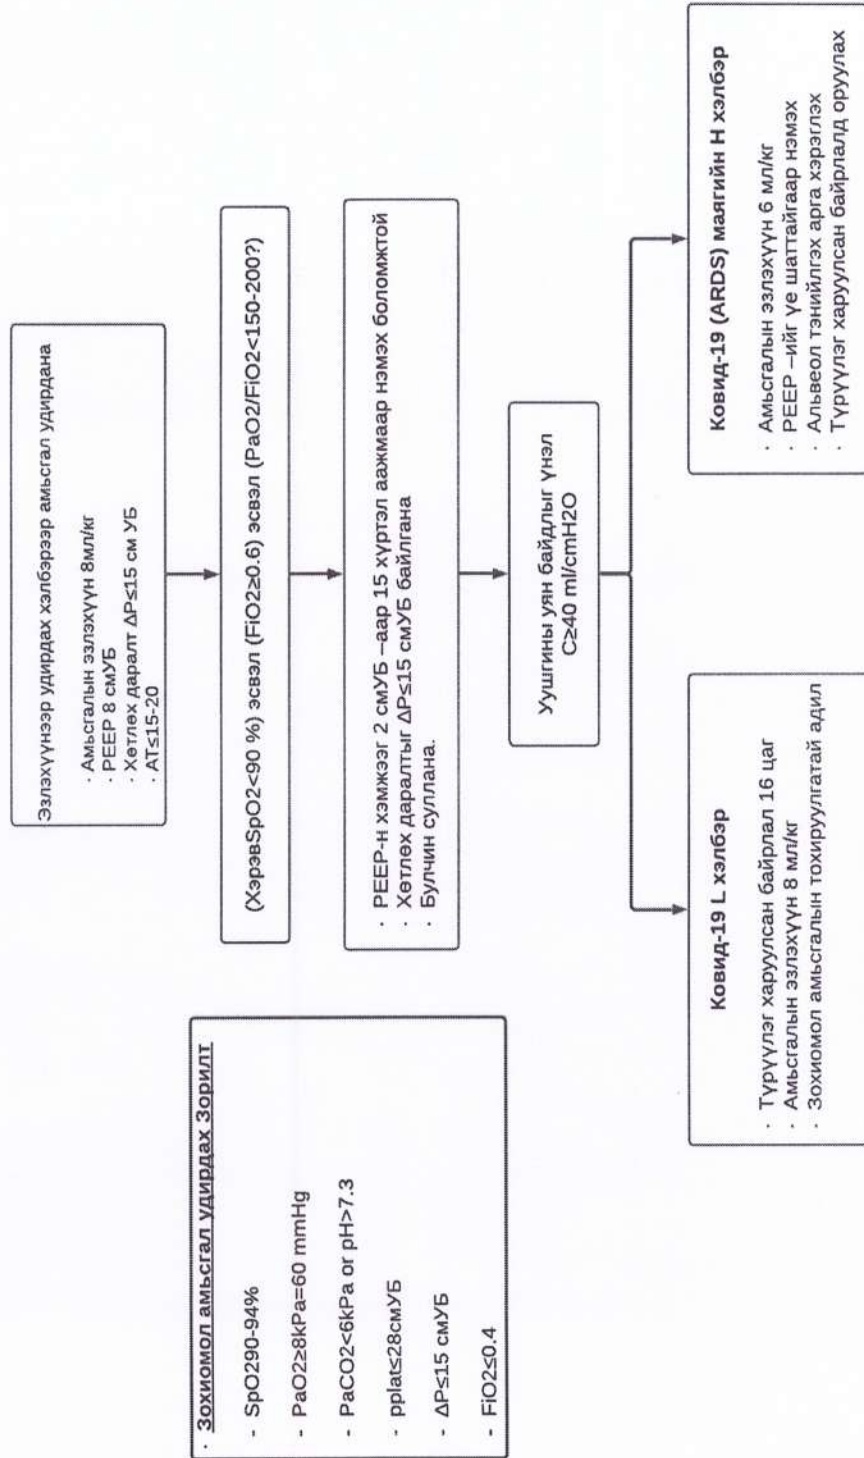 Эзлэхүүнээр удирдах хэлбэрээр амьсгал удирдана
· Амьсгалын эзлэхүүн 8мл/кг
· PEEP 8 смУБ
· Хөтлөх даралт ΔP≤15 см УБ
· АТ≤15-20
(ХэрэвSpO2<90 %) эсвэл (FiO2≥0.6) эсвэл (PaO2/FiO2<150-200?)
· PEEP-н хэмжээг 2 смУБ –аар 15 хүртэл аажмаар нэмэх боломжтой
· Хөтлөх даралтыг ΔP≤15 смУБ байлгана
· Булчин суллана.
Уушгины уян байдлыг үнэл
C≥40 ml/cmH2O
Ковид-19 L хэлбэр
· Түрүүлэг харуулсан байрлал 16 цаг
· Амьсгалын эзлэхүүн 8 мл/кг
· Зохиомол амьсгалын тохируулгатай адил
Ковид-19 (ARDS) маягийн H хэлбэр
· Амьсгалын эзлэхүүн 6 мл/кг
· PEEP –ийг үе шаттайгаар нэмэх
· Альвеол тэнийлгэх арга хэрэглэх
· Түрүүлэг харуулсан байрлалд оруулах
· Зохиомол амьсгал удирдах Зорилт
- SpO290-94%
- PaO2≥8kPa=60 mmHg
- PaCO2<6kPa or pH>7.3
- pplat≤28смУБ
- ΔP≤15 смУБ
- FiO2≤0.4